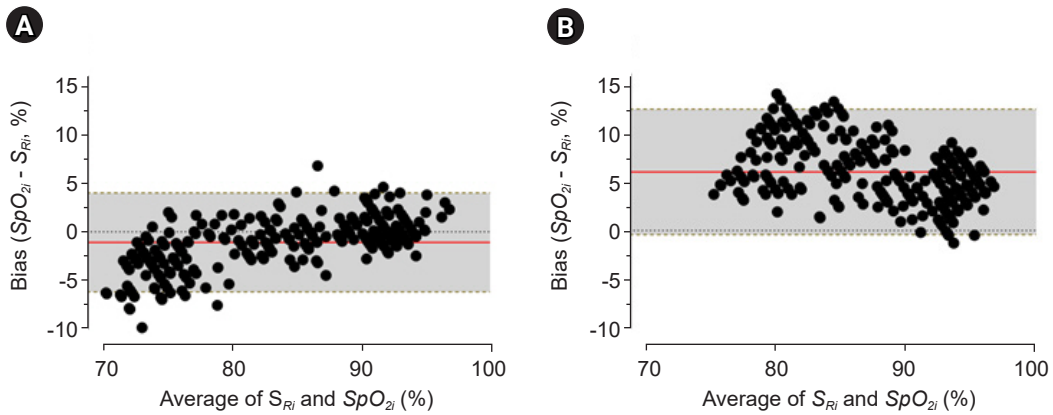 A
Bias (SpO2i - SRi, %)
15
10
5
0
-5
-10
70 80 90 100
Average of SRi and SpO2i (%)
B
Bias (SpO2i - SRi, %)
15
10
5
0
-5
-10
70 80 90 100
Average of SRi and SpO2i (%)